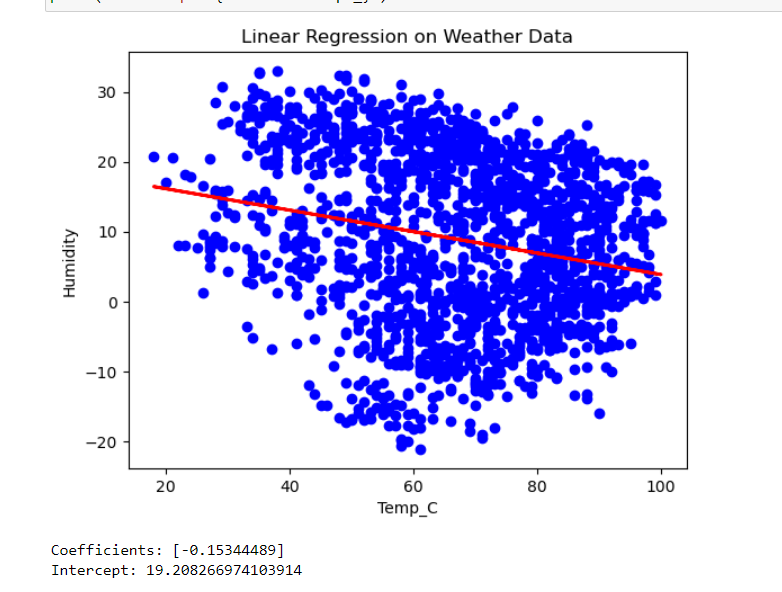 Linear Regression on Weather Data
30
20
10
0
−10
−20
Humidity
20 40 60 80 100
Temp_C
Coefficients: [-0.15344489]
Intercept: 19.208266974103914